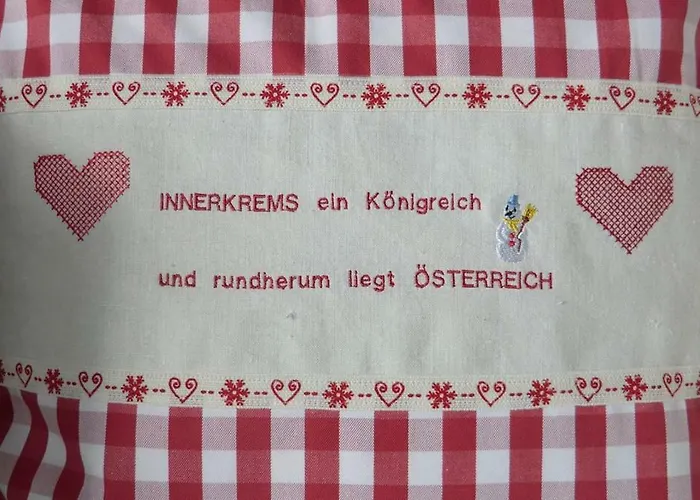 INNERKREMS ein Königreich
und rundherum liegt ÖSTERREICH